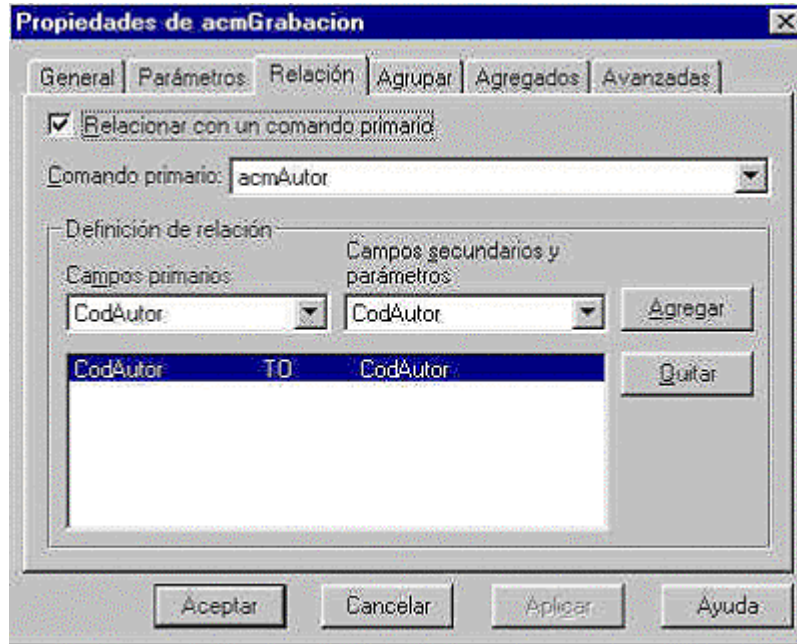 Propiedades de acmGrabacion
General Parámetros Relación Agrupar Agregados Avanzadas
Relacionar con un comando primario
Comando primario: acmAutor
Definición de relación
Campos primarios
Campos secundarios y
parámetros
CodAutor CodAutor Agregar
CodAutor TO CodAutor
Quitar
Aceptar Cancelar Aplicar Ayuda